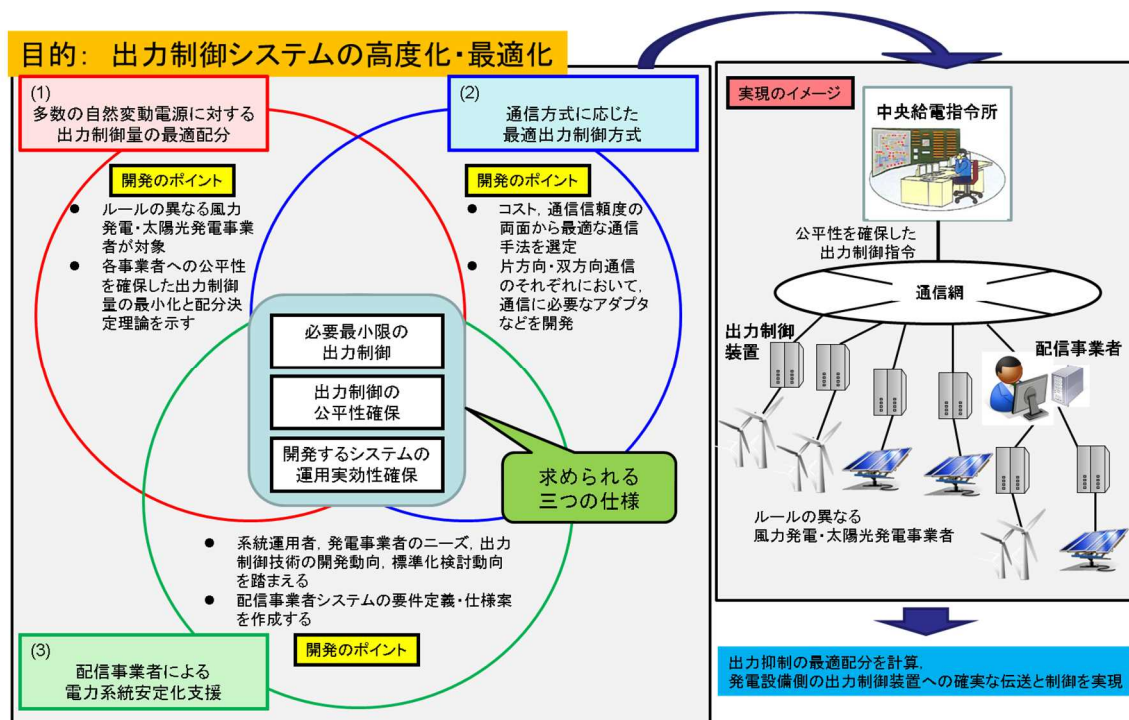 目的： 出力制御システムの高度化・最適化
(1)
多数の自然変動電源に対する
出力制御量の最適配分
開発のポイント
● ルールの異なる風力
発電・太陽光発電事業
者が対象
● 各事業者への公平性
を確保した出力制御
量の最小化と配分決
定理論を示す
(2)
通信方式に応じた
最適出力制御方式
開発のポイント
● コスト，通信信頼度の
両面から最適な通信
手法を選定
● 片方向・双方向通信
のそれぞれにおいて，
通信に必要なアダプタ
などを開発
必要最小限の
出力制御
出力制御の
公平性確保
開発するシステムの
運用実効性確保
求められる
三つの仕様
● 系統運用者，発電事業者のニーズ，出力
制御技術の開発動向，標準化検討動向
を踏まえる
● 配信事業者システムの要件定義・仕様案
を作成する
開発のポイント
(3)
配信事業者による
電力系統安定化支援
実現のイメージ
中央給電指令所
公平性を確保した
出力制御指令
通信網
出力制御
装置
配信事業者
ルールの異なる
風力発電・太陽光発電事業者
出力抑制の最適配分を計算，
発電設備側の出力制御装置への確実な伝送と制御を実現